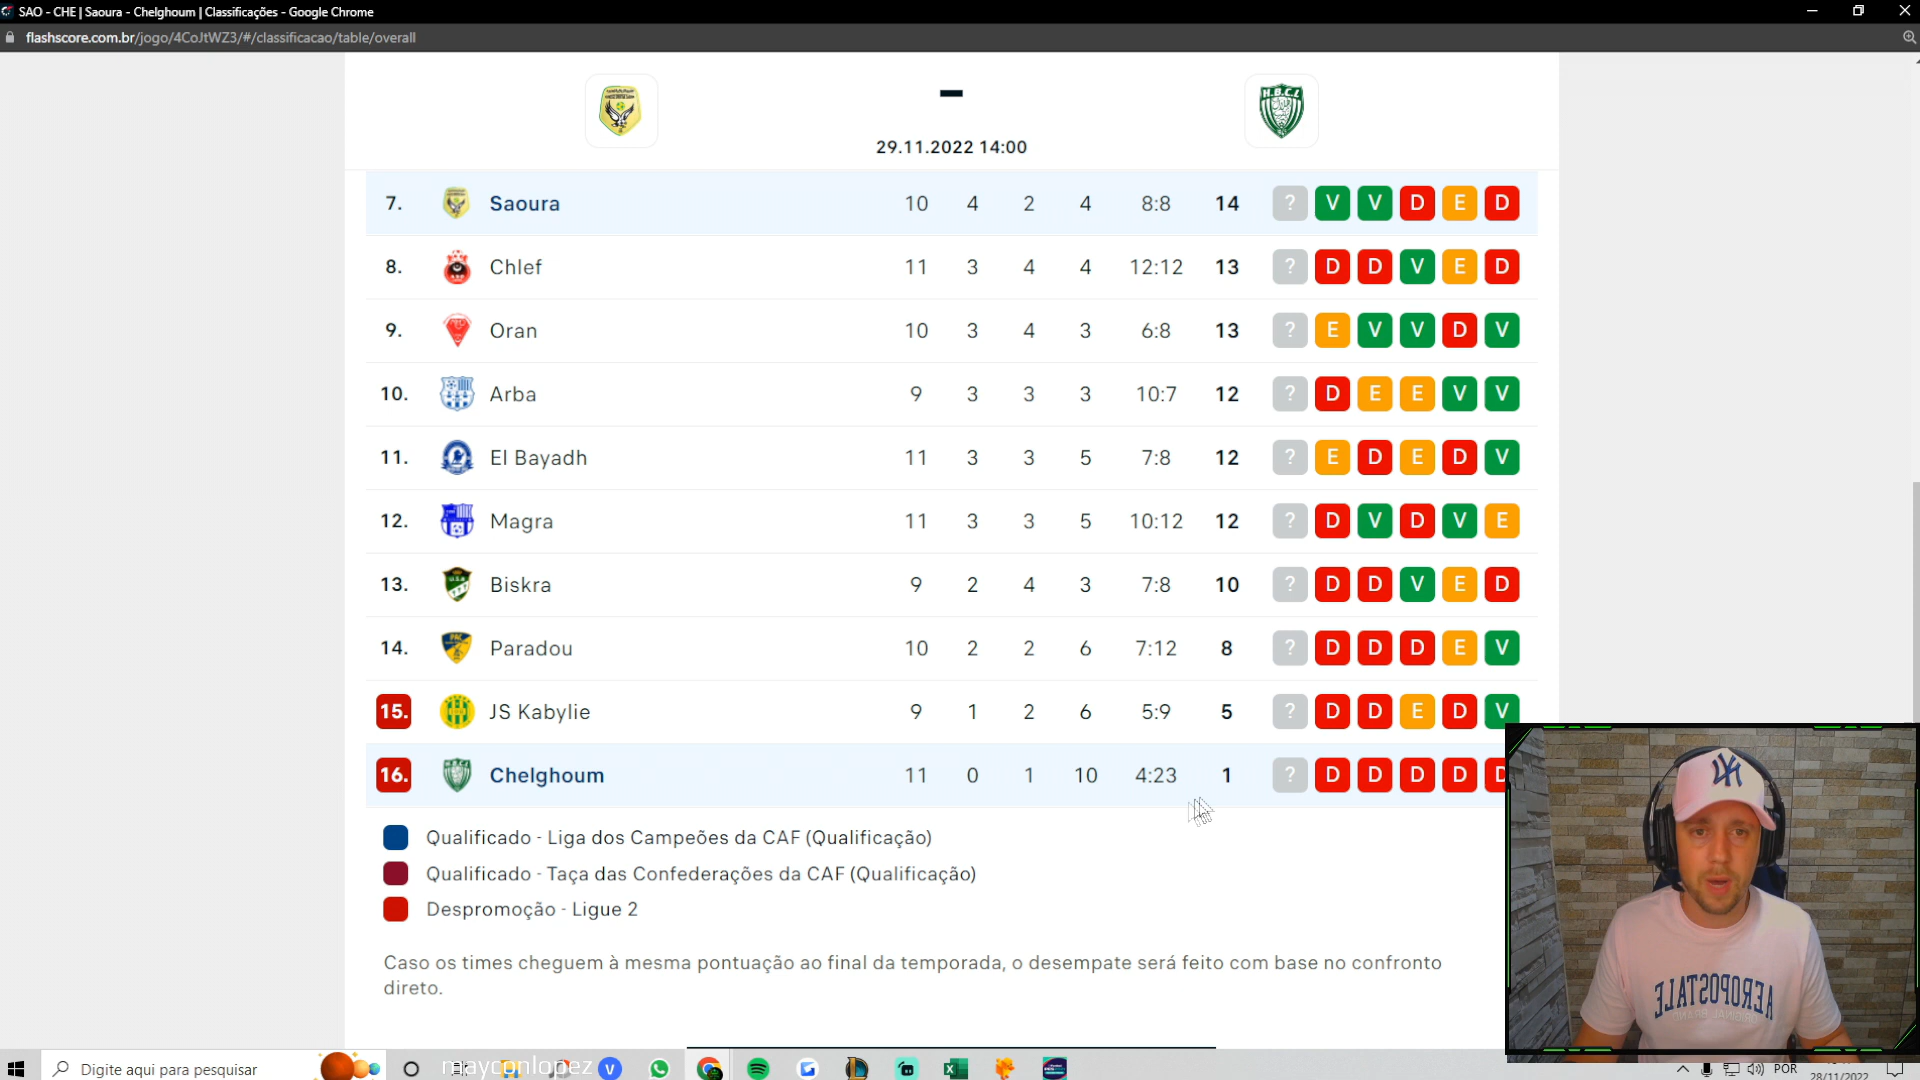 SAO - CHE | Saoura - Chelghoum | Classificações - Google Chrome
flashscore.com.br/jogo/4CoJtWZ3/#/classificacao/table/overall
H.B.C.L
-
29.11.2022 14:00
7. Saoura 10 4 2 4 8:8 14 ? V V D E D
8. Chlef 11 3 4 4 12:12 13 ? D D V E D
9. Oran 10 3 4 3 6:8 13 ? E V V D V
10. Arba 9 3 3 3 10:7 12 ? D E E V V
11. El Bayadh 11 3 3 5 7:8 12 ? E D E D V
12. Magra 11 3 3 5 10:12 12 ? D V D V E
13. Biskra 9 2 4 3 7:8 10 ? D D V E D
14. Paradou 10 2 2 6 7:12 8 ? D D D E V
15. JS Kabylie 9 1 2 6 5:9 5 ? D D E D V
16. Chelghoum 11 0 1 10 4:23 1 ? D D D D D
Qualificado - Liga dos Campeões da CAF (Qualificação)
Qualificado - Taça das Confederações da CAF (Qualificação)
Despromoção - Ligue 2
Caso os times cheguem à mesma pontuação ao final da temporada, o desempate será feito com base no confronto
direto.
AEROPOSTALE
Digite aqui para pesquisar
mayconlopez
POR
28/11/2022